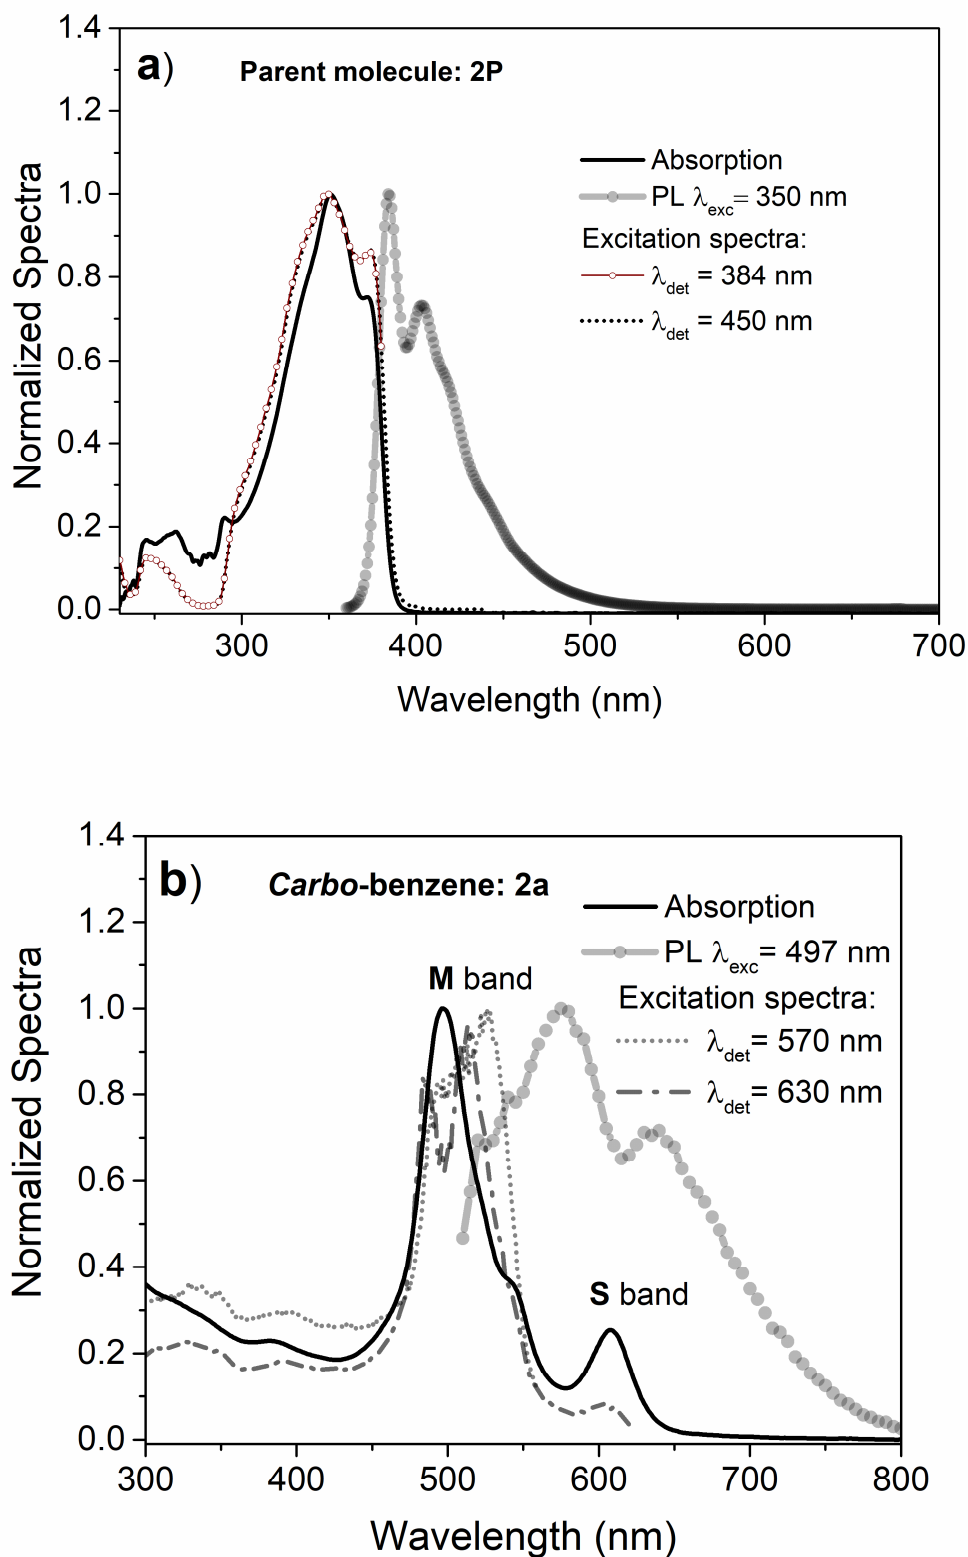 a)
Parent molecule: 2P
Absorption
PL λexc= 350 nm
Excitation spectra:
λdet = 384 nm
λdet = 450 nm
Normalized Spectra
1.4
1.2
1.0
0.8
0.6
0.4
0.2
0.0
300 400 500 600 700
Wavelength (nm)
b)
Carbo-benzene: 2a
Absorption
PL λexc= 497 nm
Excitation spectra:
λdet= 570 nm
λdet= 630 nm
M band
S band
Normalized Spectra
1.4
1.2
1.0
0.8
0.6
0.4
0.2
0.0
300 400 500 600 700 800
Wavelength (nm)